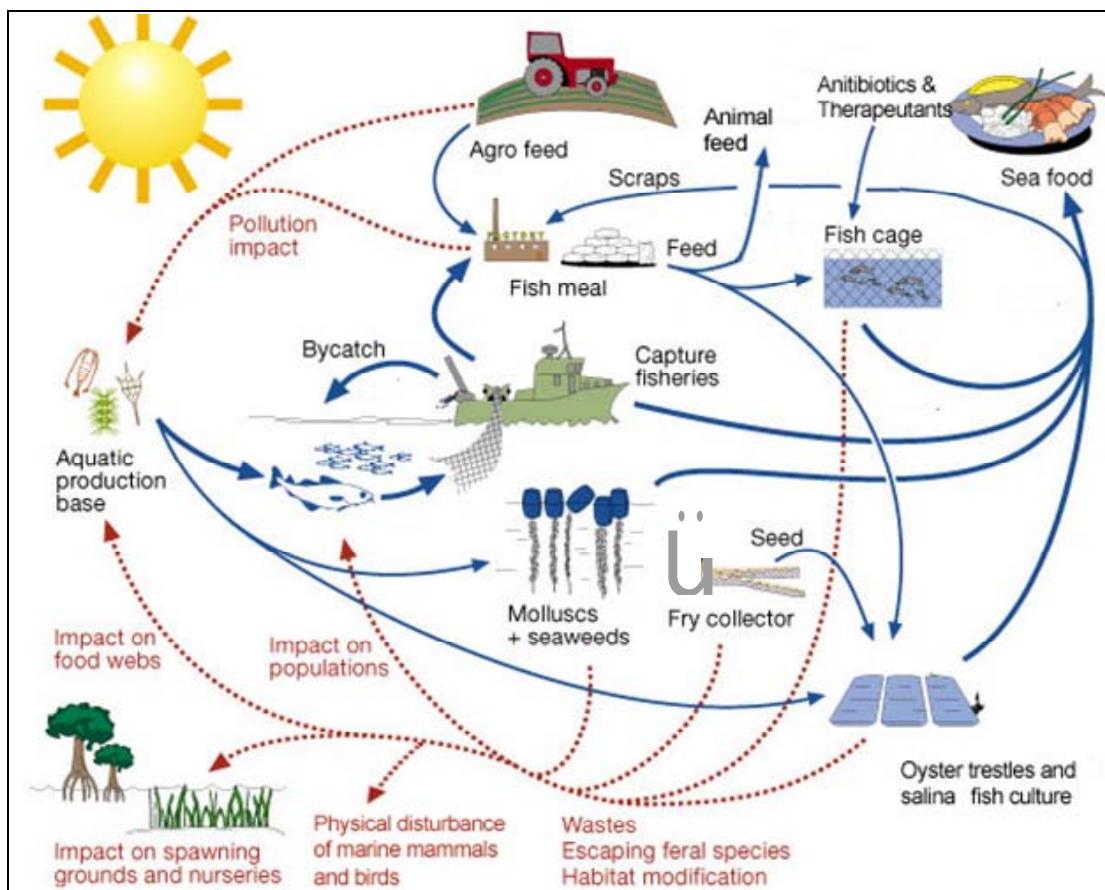 Agro feed
Animal
feed
Anitibiotics &
Therapeutants
Sea food
Scraps
Pollution
impact
FACTORY
Feed
Fish cage
Fish meal
Bycatch
Capture
fisheries
Aquatic
production
base
Seed
ü
Molluscs
+ seaweeds
Fry collector
Impact on
food webs
Impact on
populations
Oyster trestles and
salina fish culture
Physical disturbance
of marine mammals
and birds
Wastes
Escaping feral species
Habitat modification
Impact on spawning
grounds and nurseries